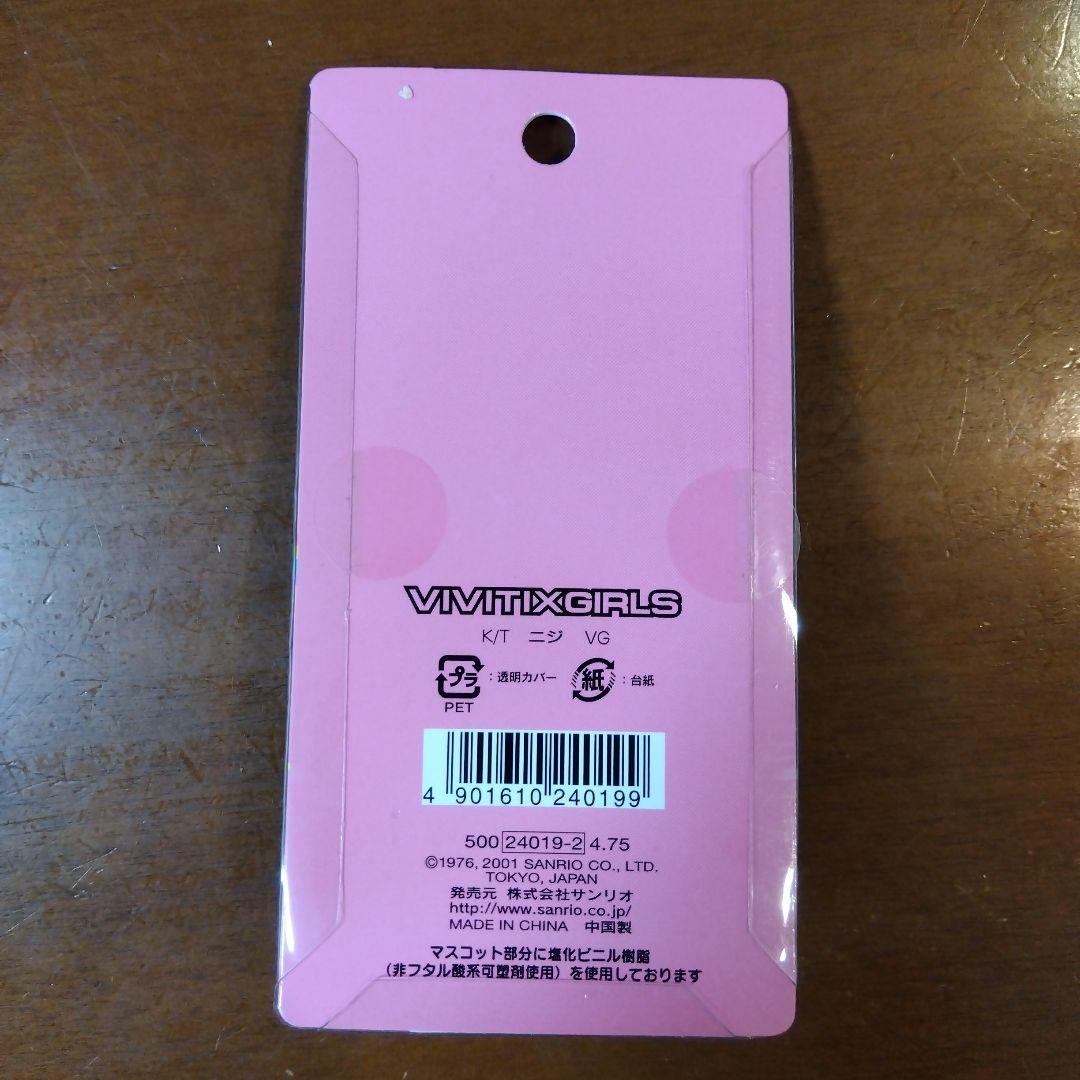 VIVITIXGIRLS
K/T ニジ VG
プラ : 透明カバー 紙 : 台紙
PET
4 901610 240199
500 24019-2 4.75
©1976, 2001 SANRIO CO., LTD.
TOKYO, JAPAN
発売元 株式会社サンリオ
http://www.sanrio.co.jp/
MADE IN CHINA 中国製
マスコット部分に塩化ビニル樹脂
（非フタル酸系可塑剤使用）を使用しております